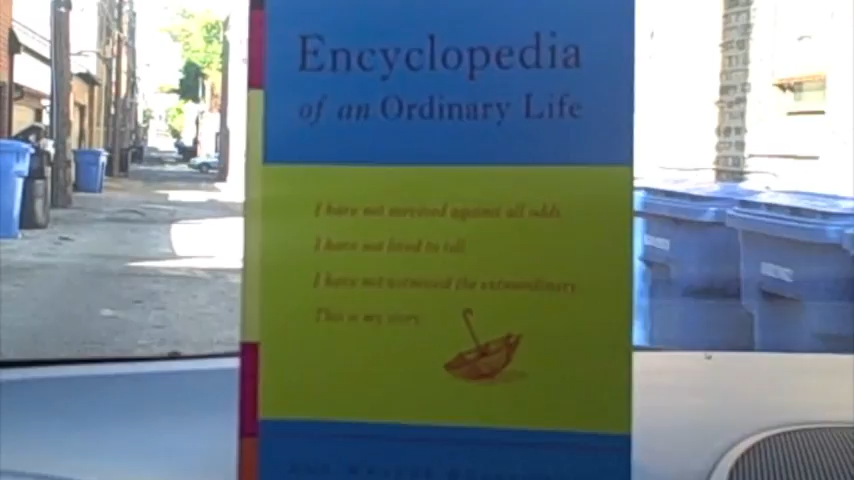 Encyclopedia
of an Ordinary Life
I have not survived against all odds.
I have not lived to tell.
I have not witnessed the extraordinary.
This is my story.